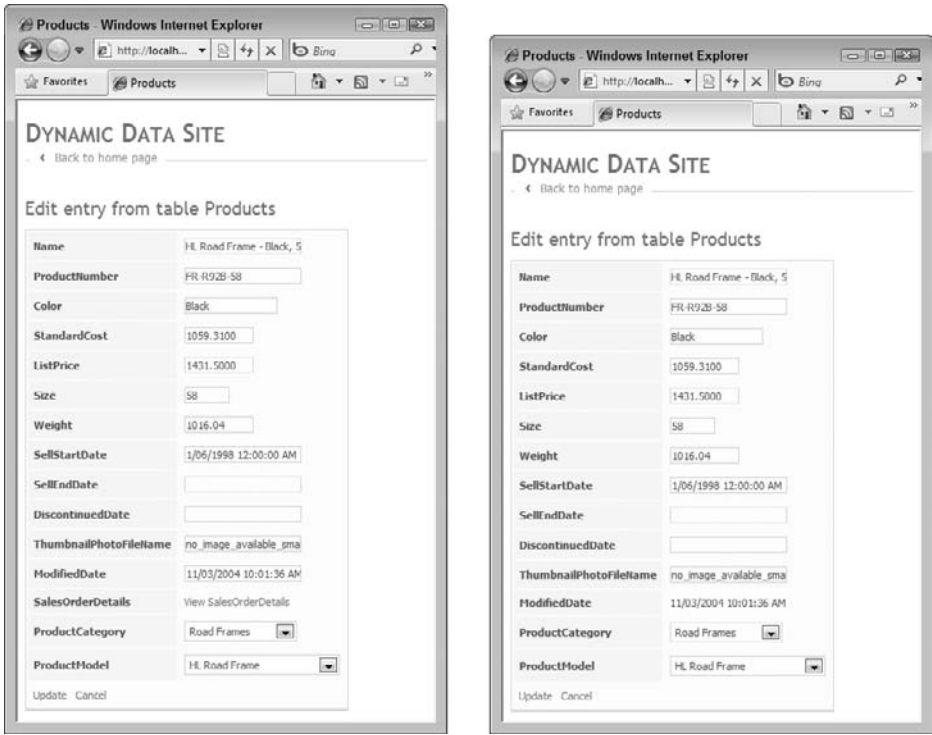 Products - Windows Internet Explorer
http://localh...
Bing
Favorites
Products
DYNAMIC DATA SITE
Back to home page
Edit entry from table Products
Name HL Road Frame - Black, 5
ProductNumber FR-R92B-58
Color Black
StandardCost 1059.3100
ListPrice 1431.5000
Size 58
Weight 1016.04
SellStartDate 1/06/1998 12:00:00 AM
SellEndDate
DiscontinuedDate
ThumbnailPhotoFileName no_image_available_sma
ModifiedDate 11/03/2004 10:01:36 AM
SalesOrderDetails View SalesOrderDetails
ProductCategory Road Frames
ProductModel HL Road Frame
Update Cancel
Products - Windows Internet Explorer
http://localh...
Bing
Favorites
Products
DYNAMIC DATA SITE
Back to home page
Edit entry from table Products
Name HL Road Frame - Black, 5
ProductNumber FR-R92B-58
Color Black
StandardCost 1059.3100
ListPrice 1431.5000
Size 58
Weight 1016.04
SellStartDate 1/06/1998 12:00:00 AM
SellEndDate
DiscontinuedDate
ThumbnailPhotoFileName no_image_available_sma
ModifiedDate 11/03/2004 10:01:36 AM
ProductCategory Road Frames
ProductModel HL Road Frame
Update Cancel